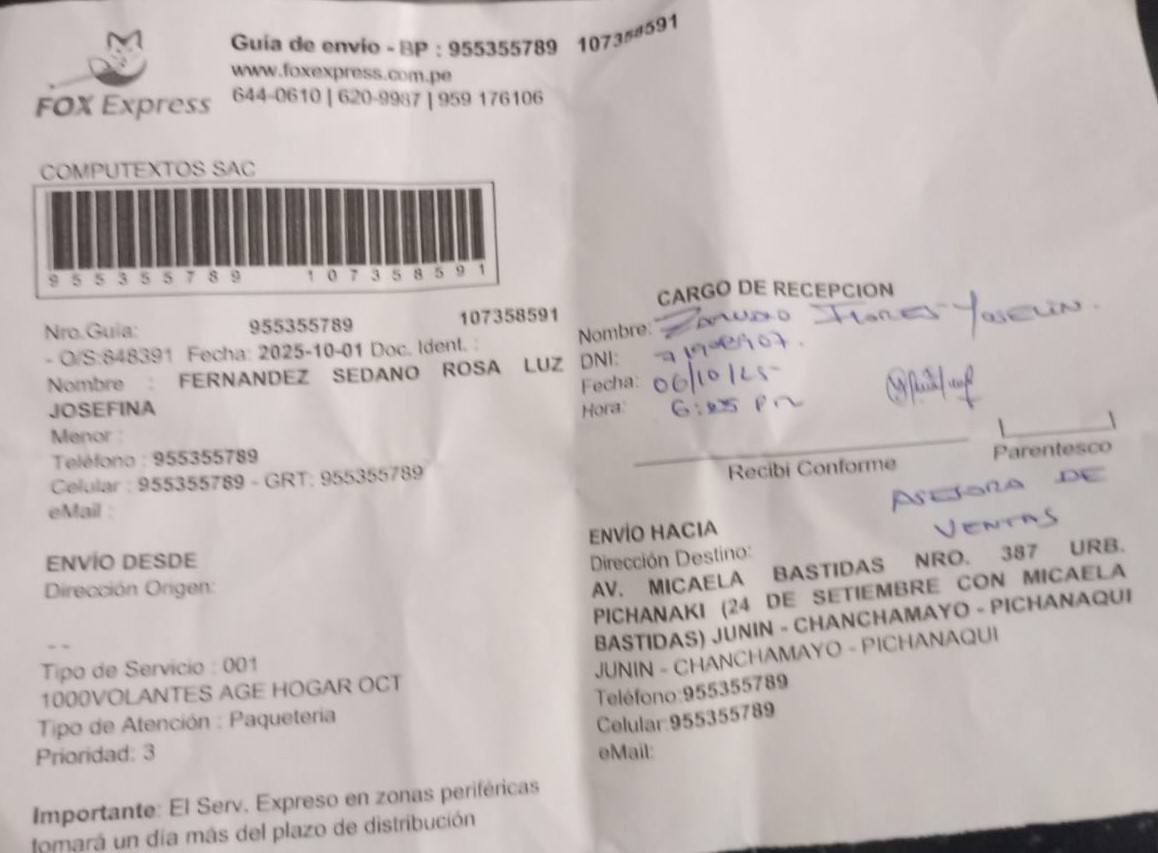 FOX Express
Guía de envío - BP : 955355789 107358591
www.foxexpress.com.pe
644-0610 | 620-9987 | 959 176106
COMPUTEXTOS SAC
955355789 107358591
Nro.Guia: 955355789 107358591
- O/S:848391 Fecha: 2025-10-01 Doc. Ident. :
Nombre : FERNANDEZ SEDANO ROSA LUZ
JOSEFINA
Menor :
Teléfono : 955355789
Celular : 955355789 - GRT: 955355789
eMail :
ENVÍO DESDE
Dirección Origen:
- -
Tipo de Servicio : 001
1000VOLANTES AGE HOGAR OCT
Tipo de Atención : Paqueteria
Prioridad: 3
Importante: El Serv. Expreso en zonas periféricas
tomará un día más del plazo de distribución
CARGO DE RECEPCION
Nombre: Flores Yoselin.
DNI:
Fecha: 06/10/25
Hora: PM
Recibi Conforme
Parentesco
ASESORA DE
VENTAS
ENVÍO HACIA
Dirección Destino:
AV. MICAELA BASTIDAS NRO. 387 URB.
PICHANAKI (24 DE SETIEMBRE CON MICAELA
BASTIDAS) JUNIN - CHANCHAMAYO - PICHANAQUI
JUNIN - CHANCHAMAYO - PICHANAQUI
Teléfono:955355789
Celular:955355789
eMail: